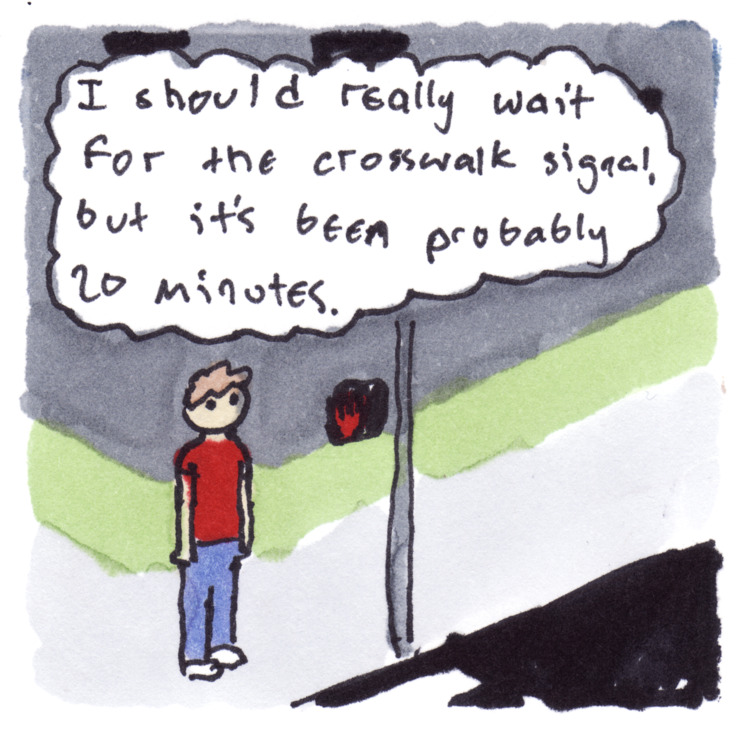 I should really wait
for the crosswalk signal,
but it's been probably
20 minutes.